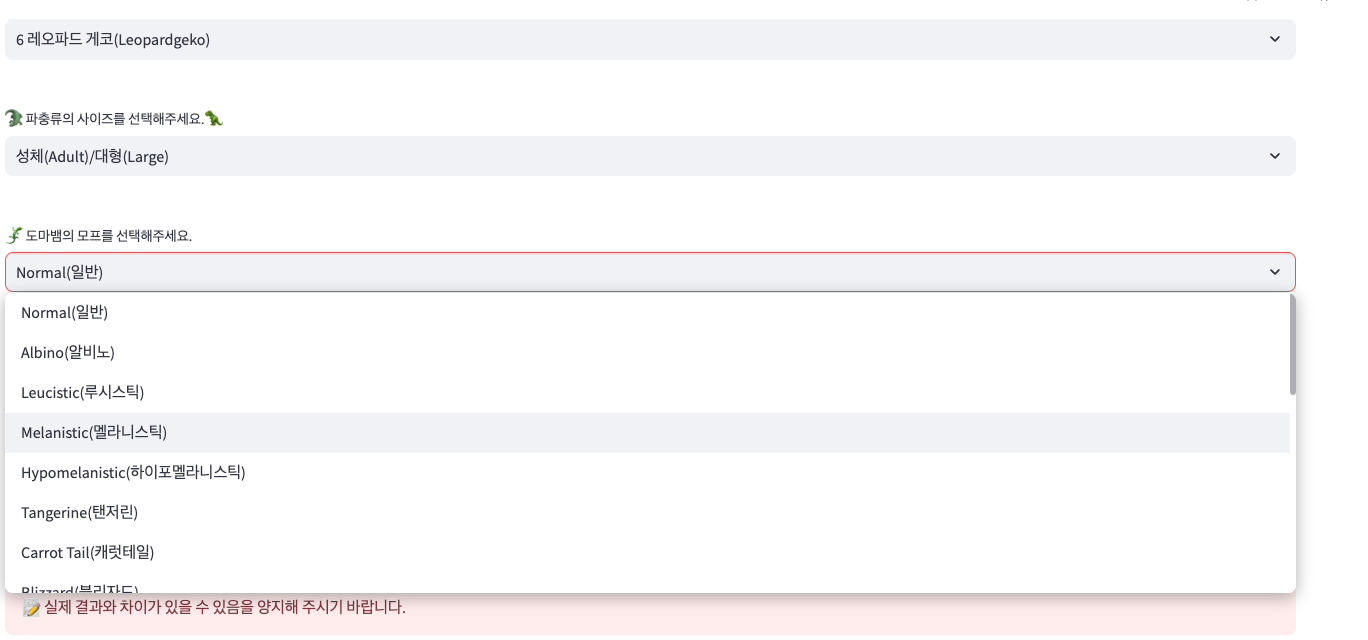 6 레오파드 게코(Leopardgeko)
파충류의 사이즈를 선택해주세요.
성체(Adult)/대형(Large)
도마뱀의 모프를 선택해주세요.
Normal(일반)
Normal(일반)
Albino(알비노)
Leucistic(루시스틱)
Melanistic(멜라니스틱)
Hypomelanistic(하이포멜라니스틱)
Tangerine(탠저린)
Carrot Tail(캐럿테일)
Blizzard(블리자드)
실제 결과와 차이가 있을 수 있음을 양지해 주시기 바랍니다.